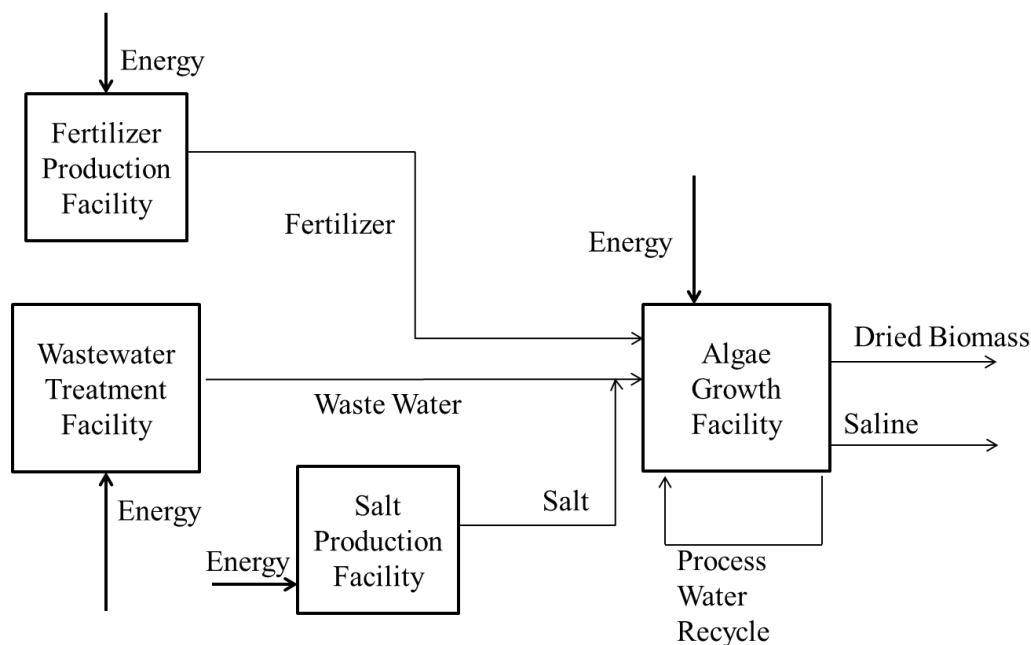 Energy
Fertilizer
Production
Facility
Fertilizer
Energy
Wastewater
Treatment
Facility
Waste Water
Algae
Growth
Facility
Dried Biomass
Saline
Energy
Salt
Production
Facility
Salt
Energy
Process
Water
Recycle